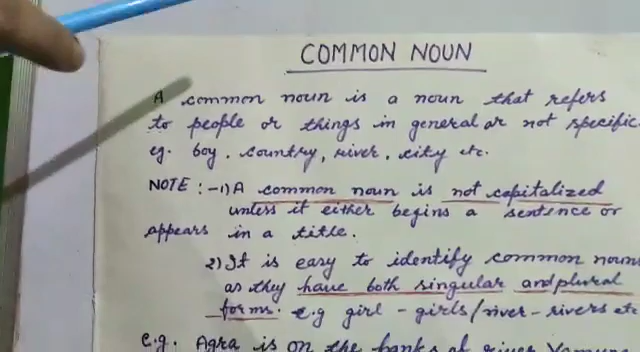 COMMON NOUN
A common noun is a noun that refers
to people or things in general or not specific.
eg. boy, country, river, city etc.
NOTE :- 1) A common noun is not capitalized
unless it either begins a sentence or
appears in a title.
2) It is easy to identify common nouns
as they have both singular and plural
forms. e.g girl - girls/river - rivers etc
e.g. Agra is on the banks of river Yamuna